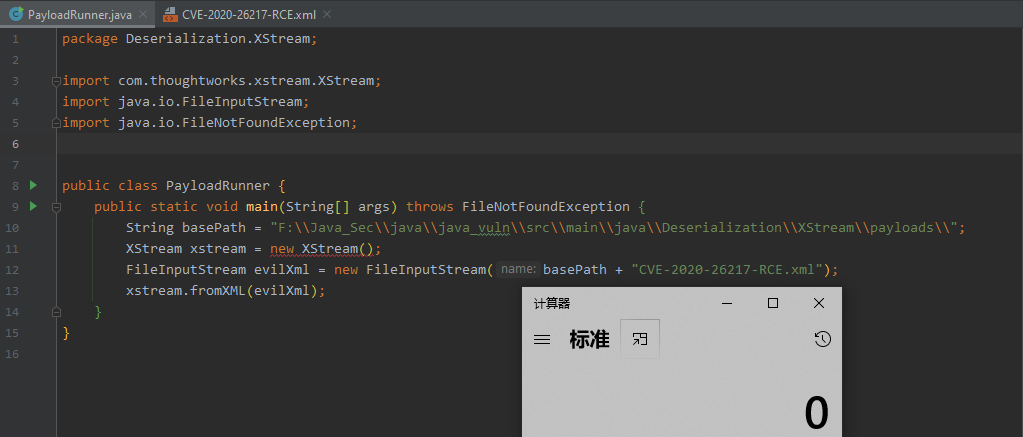 PayloadRunner.java
CVE-2020-26217-RCE.xml
1 package Deserialization.XStream;
2
3 import com.thoughtworks.xstream.XStream;
4 import java.io.FileInputStream;
5 import java.io.FileNotFoundException;
6
7
8 public class PayloadRunner {
9 public static void main(String[] args) throws FileNotFoundException {
10 String basePath = "F:\\Java_Sec\\java\\java_vuln\\src\\main\\java\\Deserialization\\XStream\\payloads\\";
11 XStream xstream = new XStream();
12 FileInputStream evilXml = new FileInputStream( name: basePath + "CVE-2020-26217-RCE.xml");
13 xstream.fromXML(evilXml);
14 }
15 }
16
计算器
标准
0